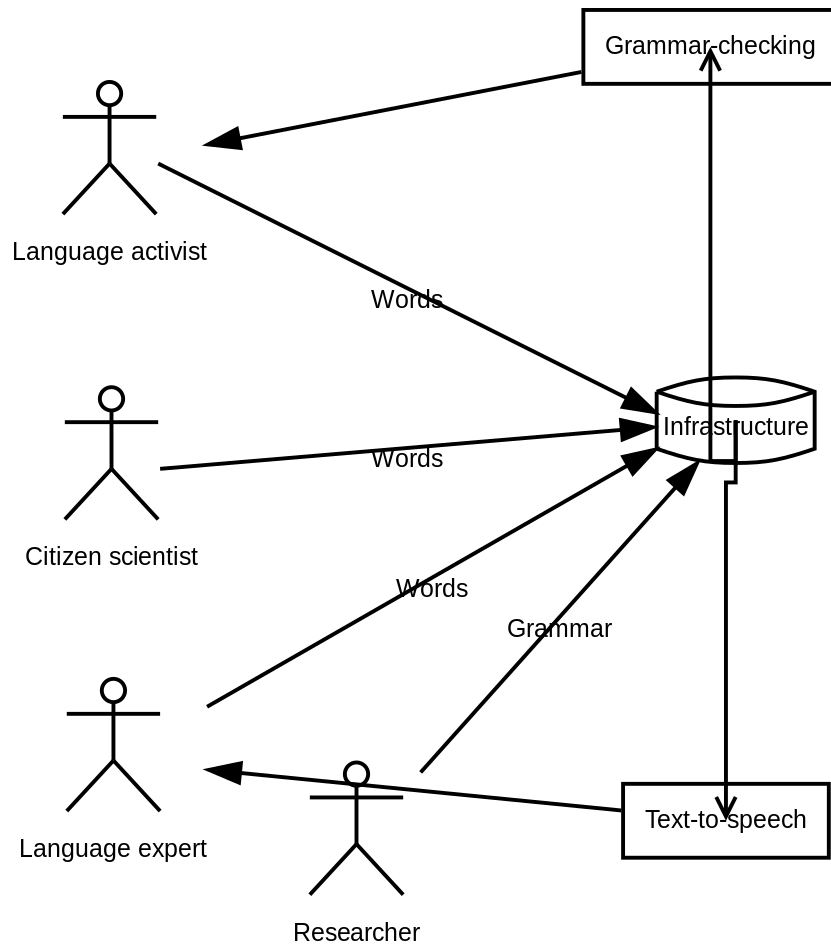 Grammar-checking
Language activist
Words
Infrastructure
Words
Citizen scientist
Words
Grammar
Text-to-speech
Language expert
Researcher